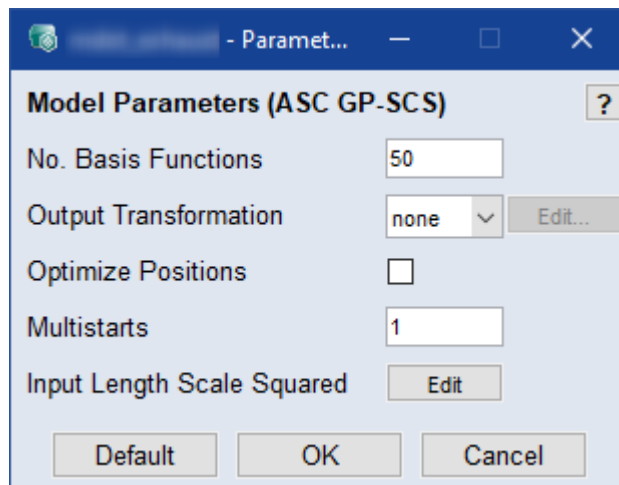 - Paramet...
Model Parameters (ASC GP-SCS) ?
No. Basis Functions 50
Output Transformation none Edit...
Optimize Positions
Multistarts 1
Input Length Scale Squared Edit
Default OK Cancel